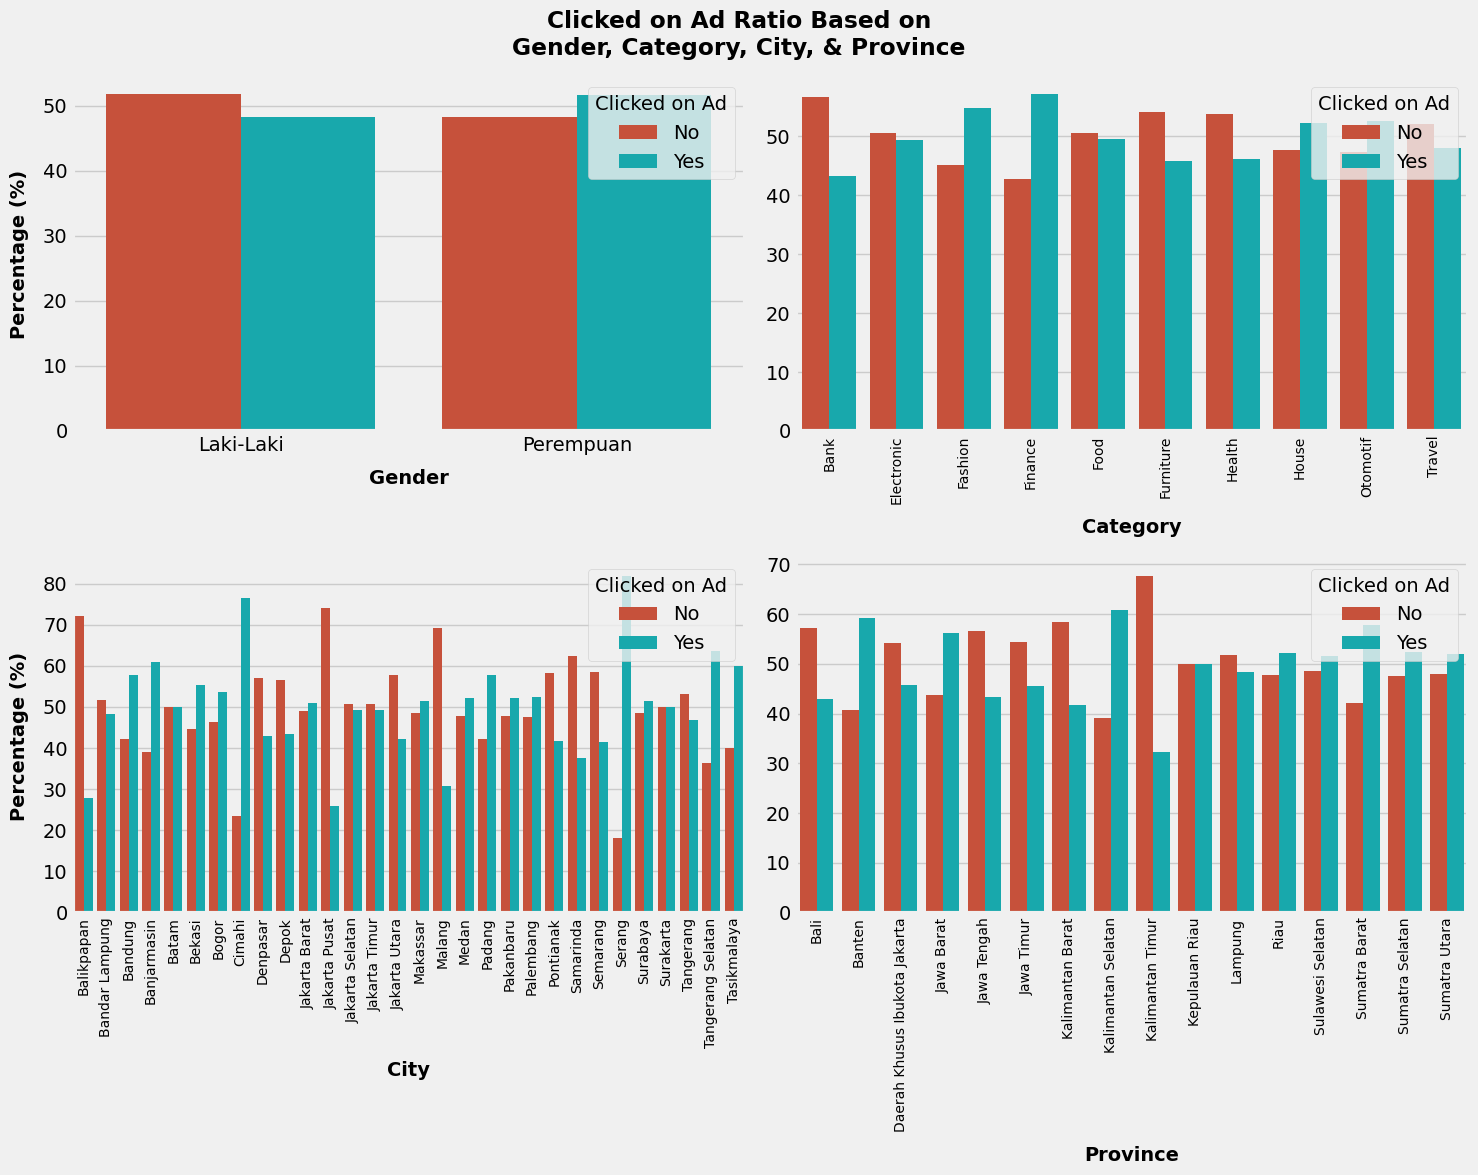 Clicked on Ad Ratio Based on
Gender, Category, City, & Province
Percentage (%)
50
40
30
20
10
0
Clicked on Ad
No
Yes
Laki-Laki
Perempuan
Gender
50
40
30
20
10
0
Clicked on Ad
No
Yes
Bank
Electronic
Fashion
Finance
Food
Furniture
Health
House
Otomotif
Travel
Category
Percentage (%)
80
70
60
50
40
30
20
10
0
Clicked on Ad
No
Yes
Balikpapan
Bandar Lampung
Bandung
Banjarmasin
Batam
Bekasi
Bogor
Cimahi
Denpasar
Depok
Jakarta Barat
Jakarta Pusat
Jakarta Selatan
Jakarta Timur
Jakarta Utara
Makassar
Malang
Medan
Padang
Pakanbaru
Palembang
Pontianak
Samarinda
Semarang
Serang
Surabaya
Surakarta
Tangerang
Tangerang Selatan
Tasikmalaya
City
70
60
50
40
30
20
10
0
Clicked on Ad
No
Yes
Bali
Banten
Daerah Khusus Ibukota Jakarta
Jawa Barat
Jawa Tengah
Jawa Timur
Kalimantan Barat
Kalimantan Selatan
Kalimantan Timur
Kepulauan Riau
Lampung
Riau
Sulawesi Selatan
Sumatra Barat
Sumatra Selatan
Sumatra Utara
Province